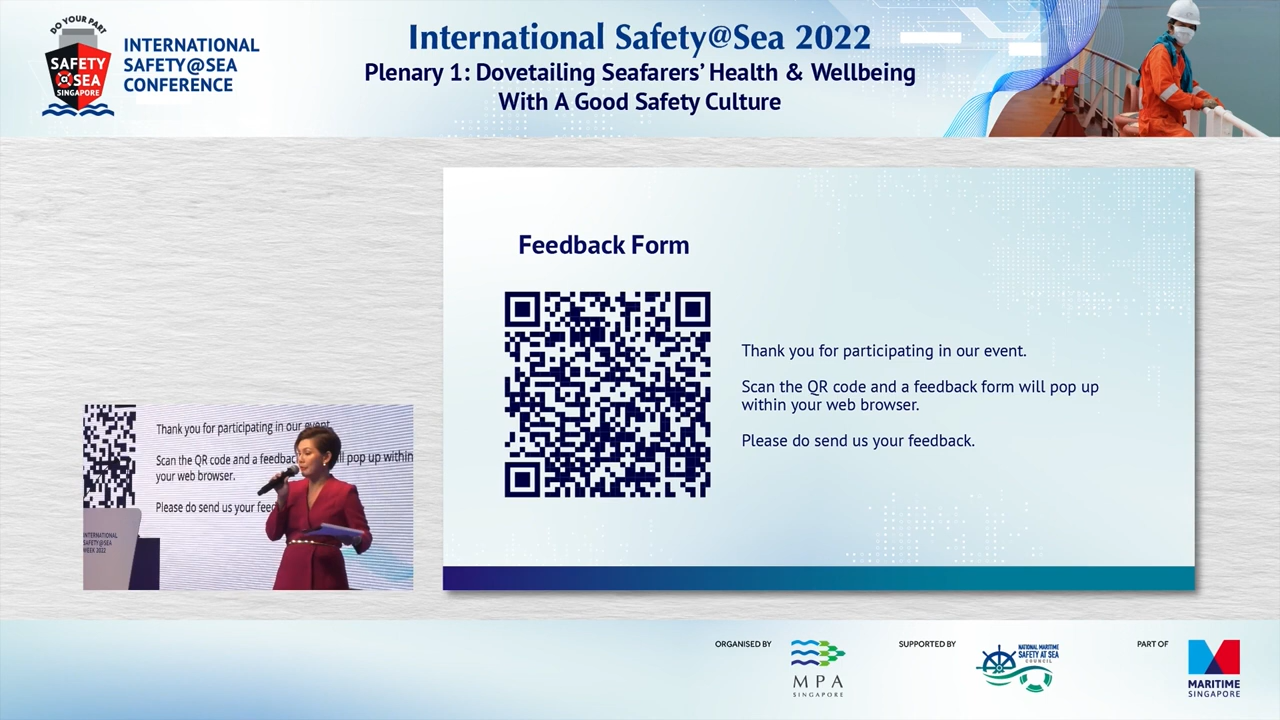 DO YOUR PART
SAFETY
@SEA
SINGAPORE
INTERNATIONAL
SAFETY@SEA
CONFERENCE
International Safety@Sea 2022
Plenary 1: Dovetailing Seafarers’ Health & Wellbeing
With A Good Safety Culture
Feedback Form
Thank you for participating in our event.
Scan the QR code and a feedback form will pop up
within your web browser.
Please do send us your feedback.
Thank you for participating in our event.
Scan the QR code and a feedbac ll pop up within
your web browser.
Please do send us your feed
INTERNATIONAL
SAFETY@SEA
WEEK 2022
ORGANISED BY
MPA
SINGAPORE
SUPPORTED BY
NATIONAL MARITIME
SAFETY AT SEA
COUNCIL
PART OF
MARITIME
SINGAPORE